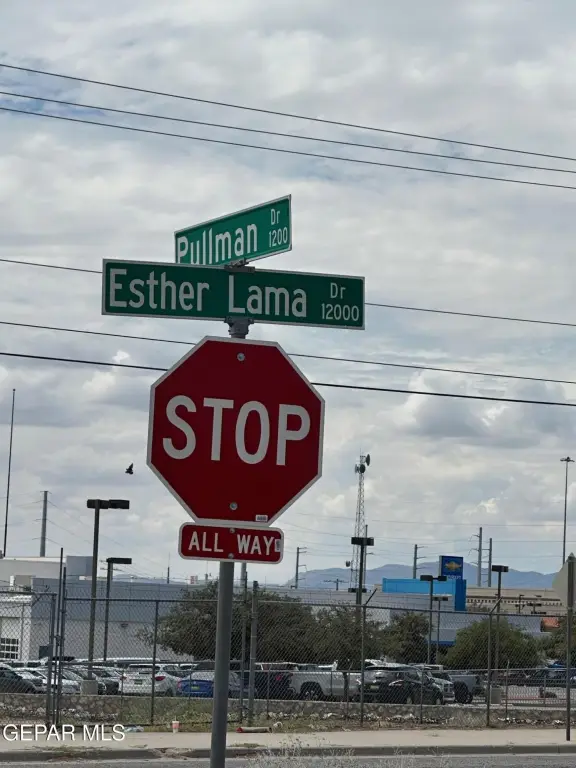 Pullman Dr
1200
Esther Lama Dr
12000
STOP
ALL WAY
GEPAR MLS